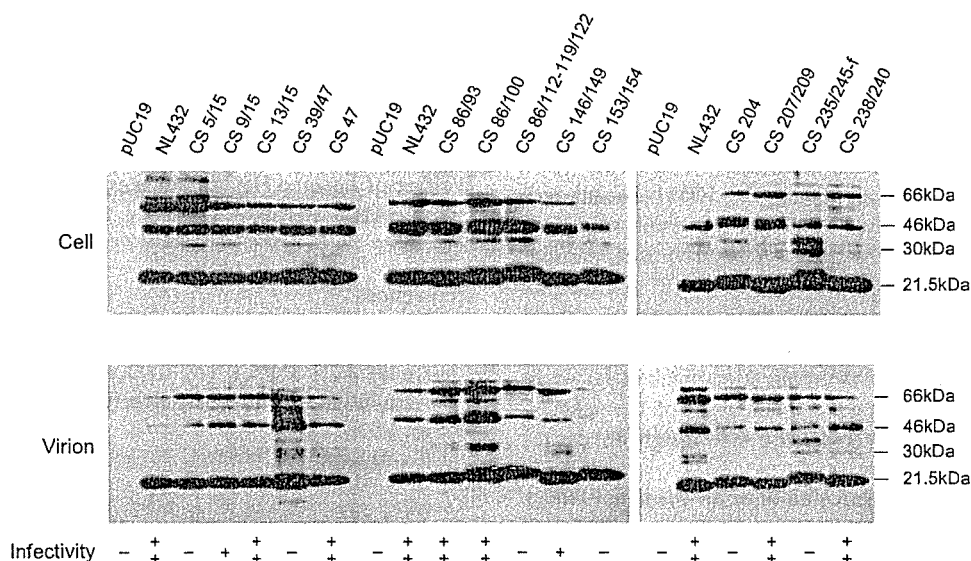 pUC19
NL432
CS 5/15
CS 9/15
CS 13/15
CS 39/47
CS 47
pUC19
NL432
CS 86/93
CS 86/100
CS 86/112-119/122
CS 146/149
CS 153/154
pUC19
NL432
CS 204
CS 207/209
CS 235/245-f
CS 238/240
Cell
66kDa
46kDa
30kDa
21.5kDa
Virion
66kDa
46kDa
30kDa
21.5kDa
Infectivity − ++ − + ++ − ++ − ++ ++ ++ − + − − ++ − ++ − ++